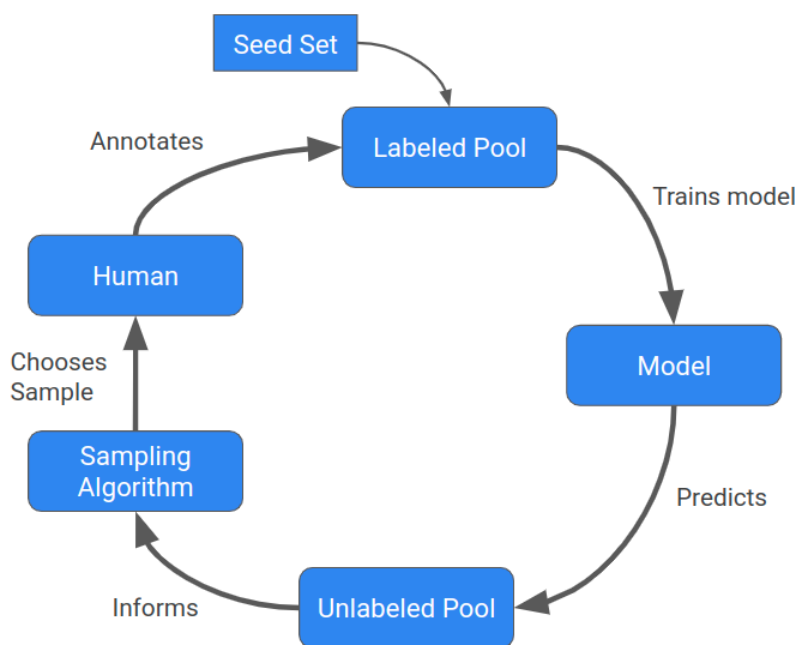 Seed Set
Annotates
Labeled Pool
Trains model
Human
Chooses
Sample
Model
Sampling
Algorithm
Predicts
Informs
Unlabeled Pool